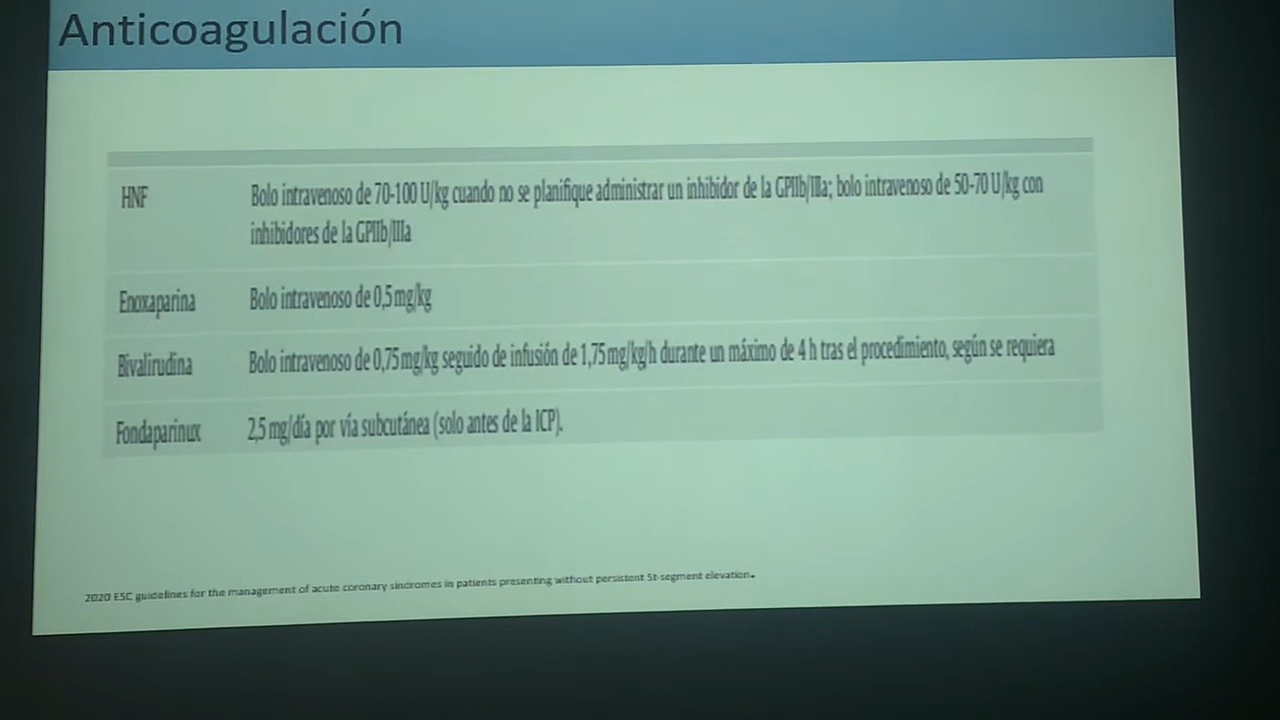 Anticoagulación
HNF Bolo intravenoso de 70-100 U/kg cuando no se planifique administrar un inhibidor de la GPIIb/IIIa; bolo intravenoso de 50-70 U/kg con
inhibidores de la GPIIb/IIIa
Enoxaparina Bolo intravenoso de 0,5 mg/kg
Bivalirudina Bolo intravenoso de 0,75 mg/kg seguido de infusión de 1,75 mg/kg/h durante un máximo de 4 h tras el procedimiento, según se requiera
Fondaparinux 2,5 mg/día por vía subcutánea (solo antes de la ICP).
2020 ESC guidelines for the management of acute coronary sindromes in patients presenting without persistent St-segment elevation.